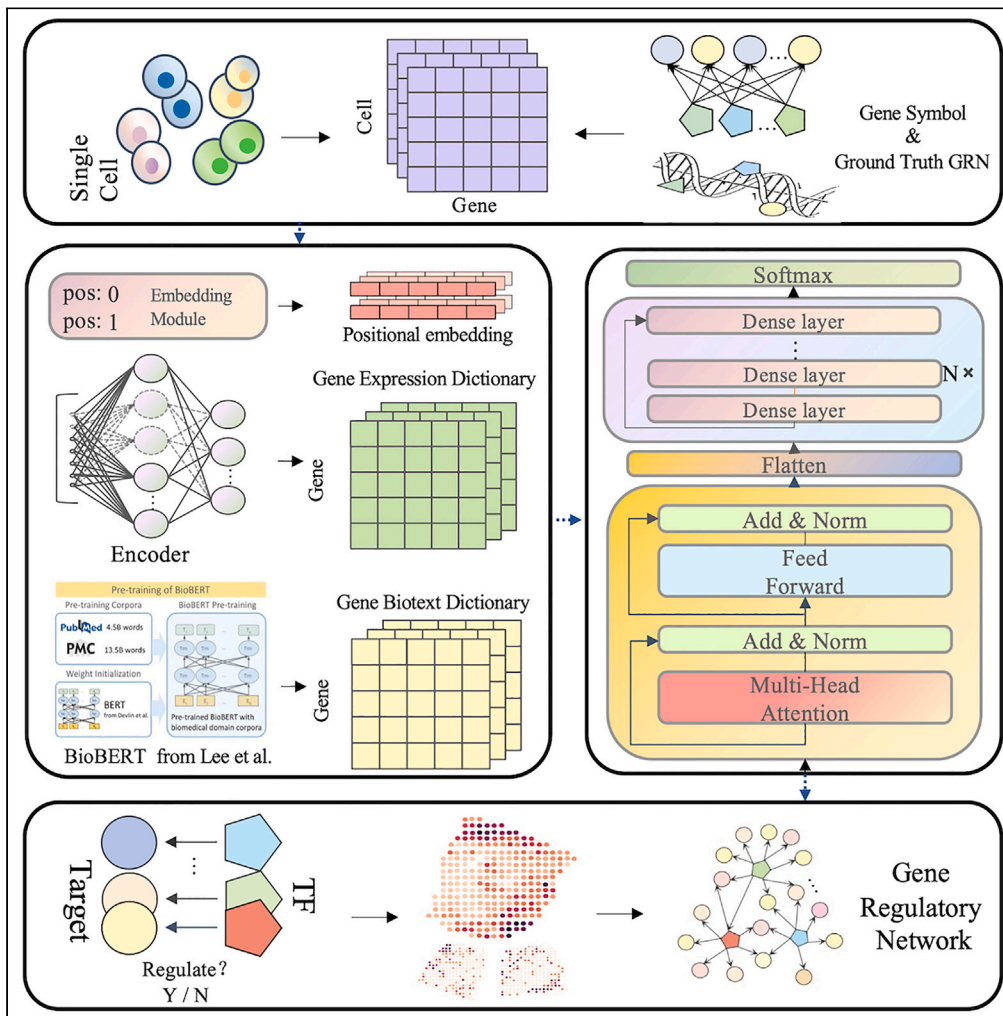 Single
Cell
Cell
Gene
Gene Symbol
&
Ground Truth GRN
pos: 0
Embedding
pos: 1
Module
Positional embedding
Gene Expression Dictionary
Gene
Encoder
Pre-training of BioBERT
Pre-training Corpora
BioBERT Pre-training
PubMed 4.5B words
PMC 13.5B words
Weight Initialization
BERT
from Devlin et al.
Pre-trained BioBERT with
biomedical domain corpora
BioBERT from Lee et al.
Gene Biotext Dictionary
Gene
Softmax
Dense layer
Dense layer
N ×
Dense layer
Flatten
Add & Norm
Feed
Forward
Add & Norm
Multi-Head
Attention
Target
TF
Regulate?
Y / N
Gene
Regulatory
Network